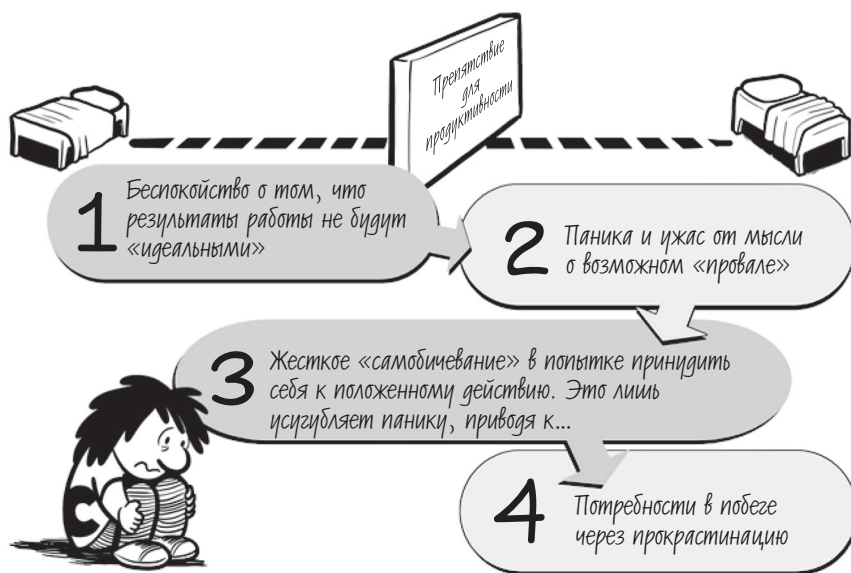 Препятствие
для
продуктивности
1
Беспокойство о том, что
результаты работы не будут
«идеальными»
2
Паника и ужас от мысли
о возможном «провале»
3
Жесткое «самобичевание» в попытке принудить
себя к положенному действию. Это лишь
усугубляет панику, приводя к...
4
Потребности в побеге
через прокрастинацию